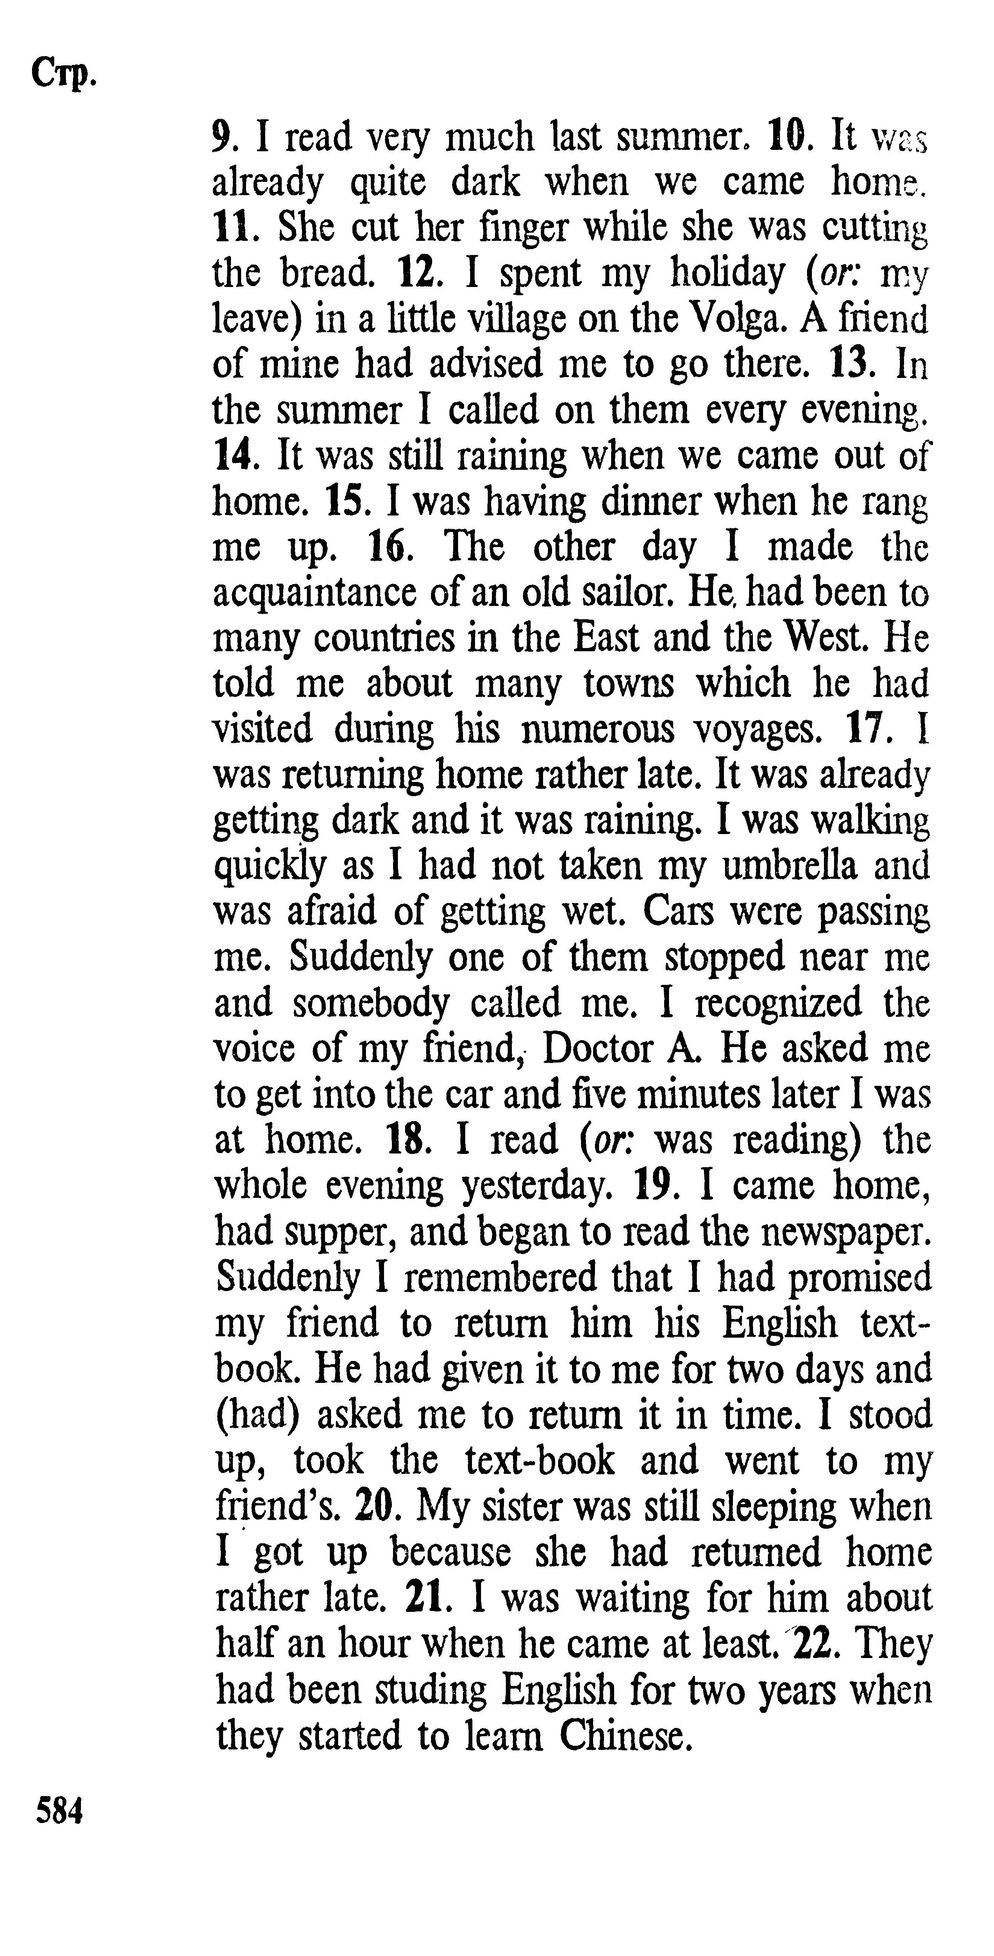 Стр.
9. I read very much last summer. 10. It was
already quite dark when we came home.
11. She cut her finger while she was cutting
the bread. 12. I spent my holiday (or: my
leave) in a little village on the Volga. A friend
of mine had advised me to go there. 13. In
the summer I called on them every evening.
14. It was still raining when we came out of
home. 15. I was having dinner when he rang
me up. 16. The other day I made the
acquaintance of an old sailor. He had been to
many countries in the East and the West. He
told me about many towns which he had
visited during his numerous voyages. 17. I
was returning home rather late. It was already
getting dark and it was raining. I was walking
quickly as I had not taken my umbrella and
was afraid of getting wet. Cars were passing
me. Suddenly one of them stopped near me
and somebody called me. I recognized the
voice of my friend, Doctor A. He asked me
to get into the car and five minutes later I was
at home. 18. I read (or: was reading) the
whole evening yesterday. 19. I came home,
had supper, and began to read the newspaper.
Suddenly I remembered that I had promised
my friend to return him his English text-
book. He had given it to me for two days and
(had) asked me to return it in time. I stood
up, took the text-book and went to my
friend's. 20. My sister was still sleeping when
I got up because she had returned home
rather late. 21. I was waiting for him about
half an hour when he came at least. 22. They
had been studing English for two years when
they started to learn Chinese.
584